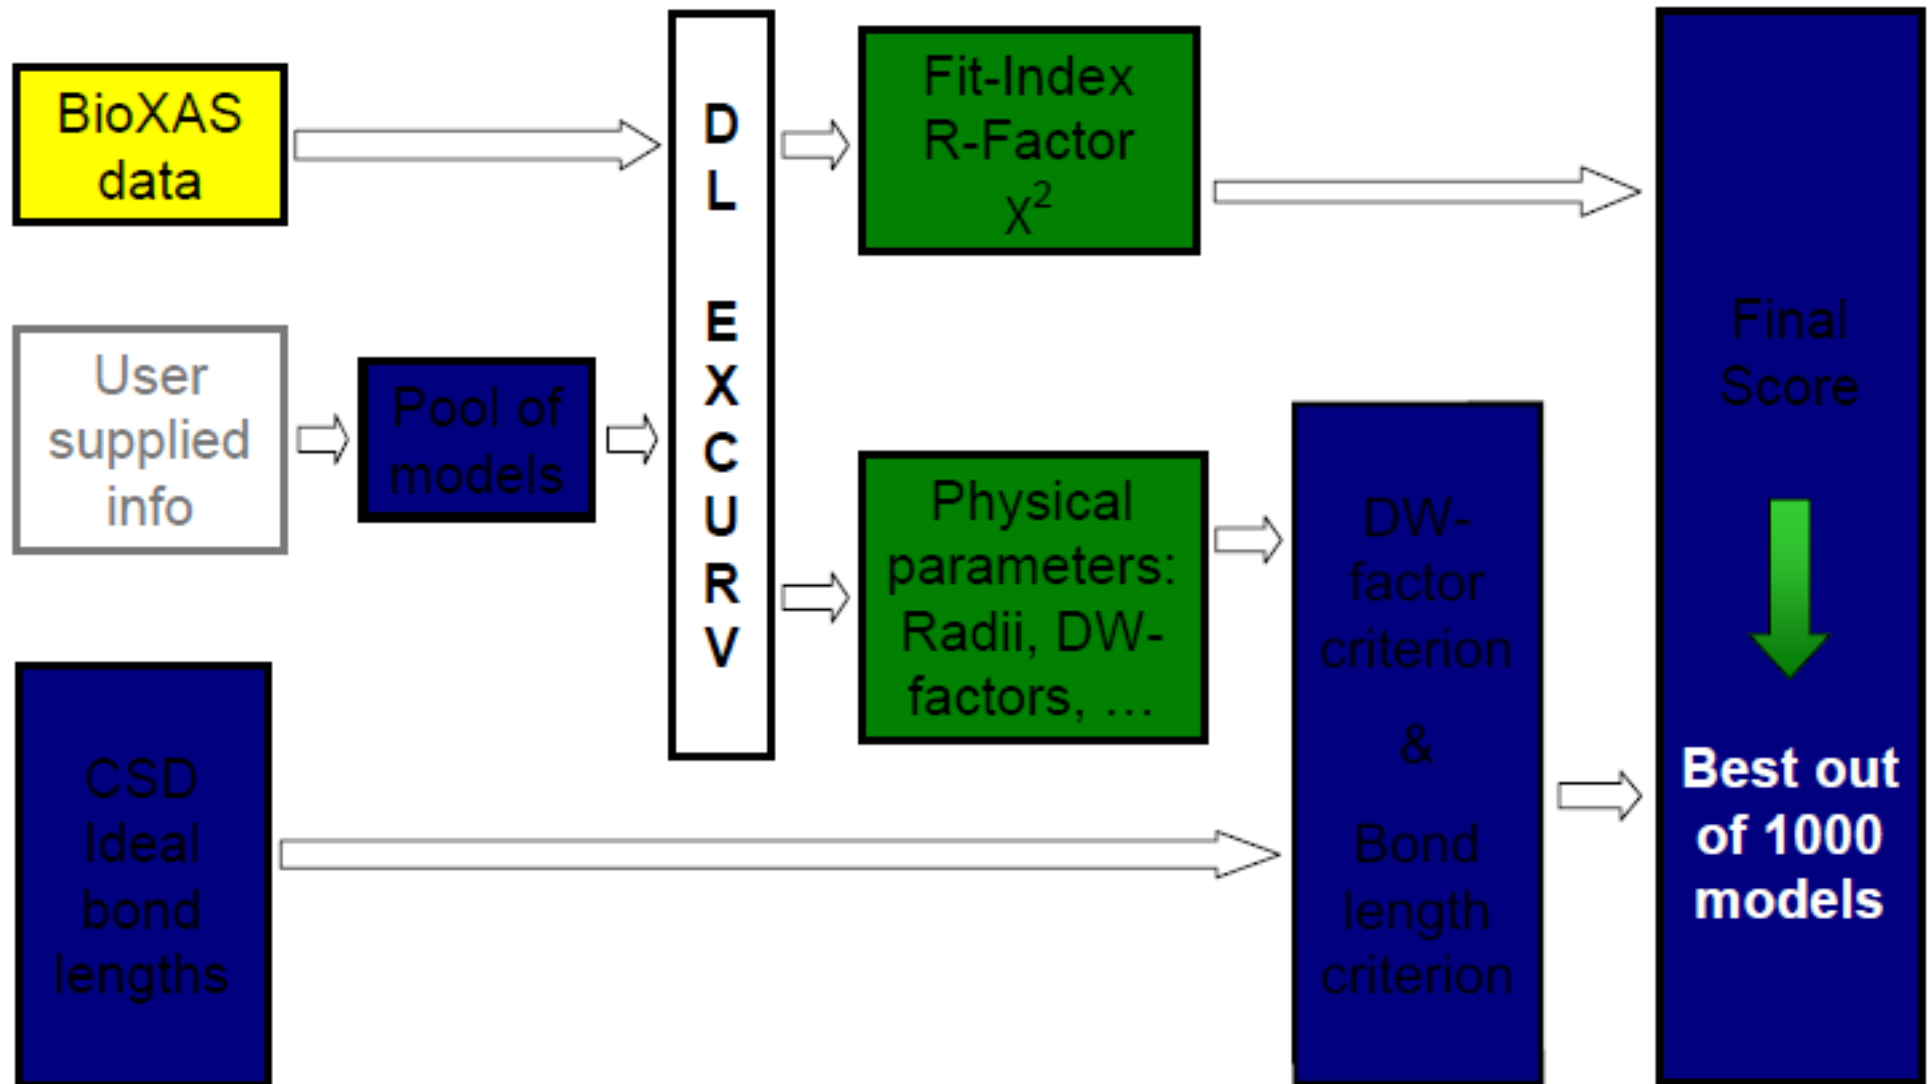 BioXAS
data
User
supplied
info
Pool of
models
CSD
Ideal
bond
lengths
D
L
E
X
C
U
R
V
Fit-Index
R-Factor
X²
Physical
parameters:
Radii, DW-
factors, …
DW-
factor
criterion
&
Bond
length
criterion
Final
Score
Best out
of 1000
models